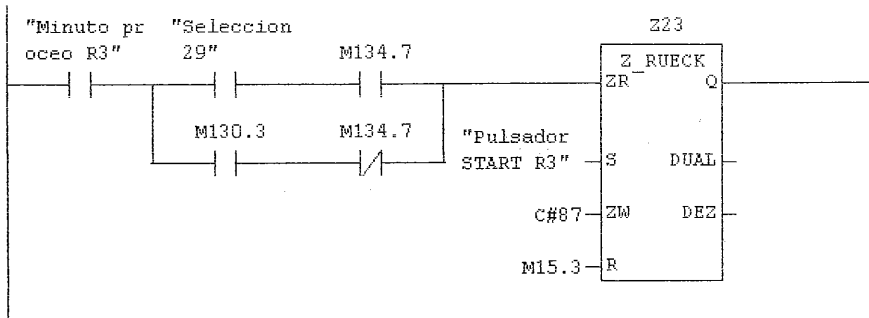 "Minuto pr
oceo R3"
"Seleccion
29"
M134.7
Z23
Z_RUECK
ZR
Q
M130.3
M134.7
"Pulsador
START R3"
S
DUAL
C#87
ZW
DEZ
M15.3
R